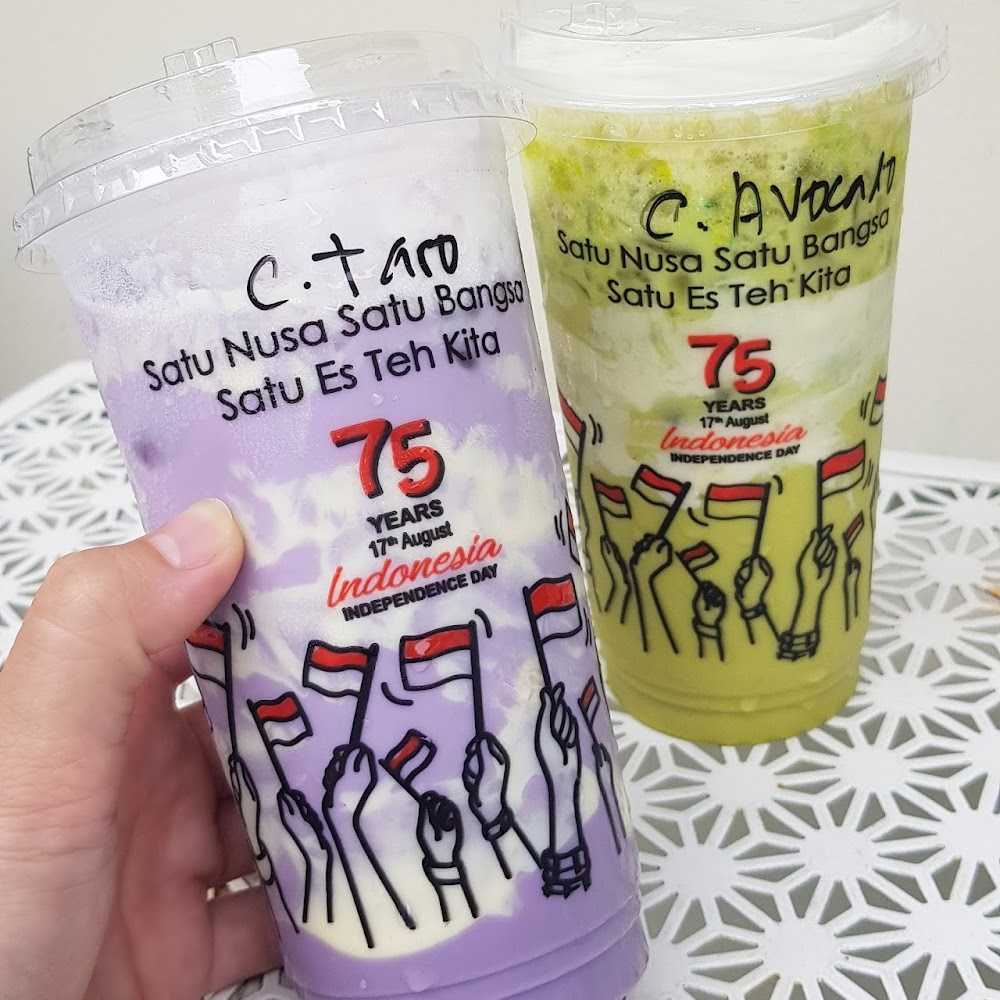 C. Taro
Satu Nusa Satu Bangsa
Satu Es Teh Kita
75
YEARS
17th August
Indonesia
INDEPENDENCE DAY
C. Avocado
Satu Nusa Satu Bangsa
Satu Es Teh Kita
75
YEARS
17th August
Indonesia
INDEPENDENCE DAY